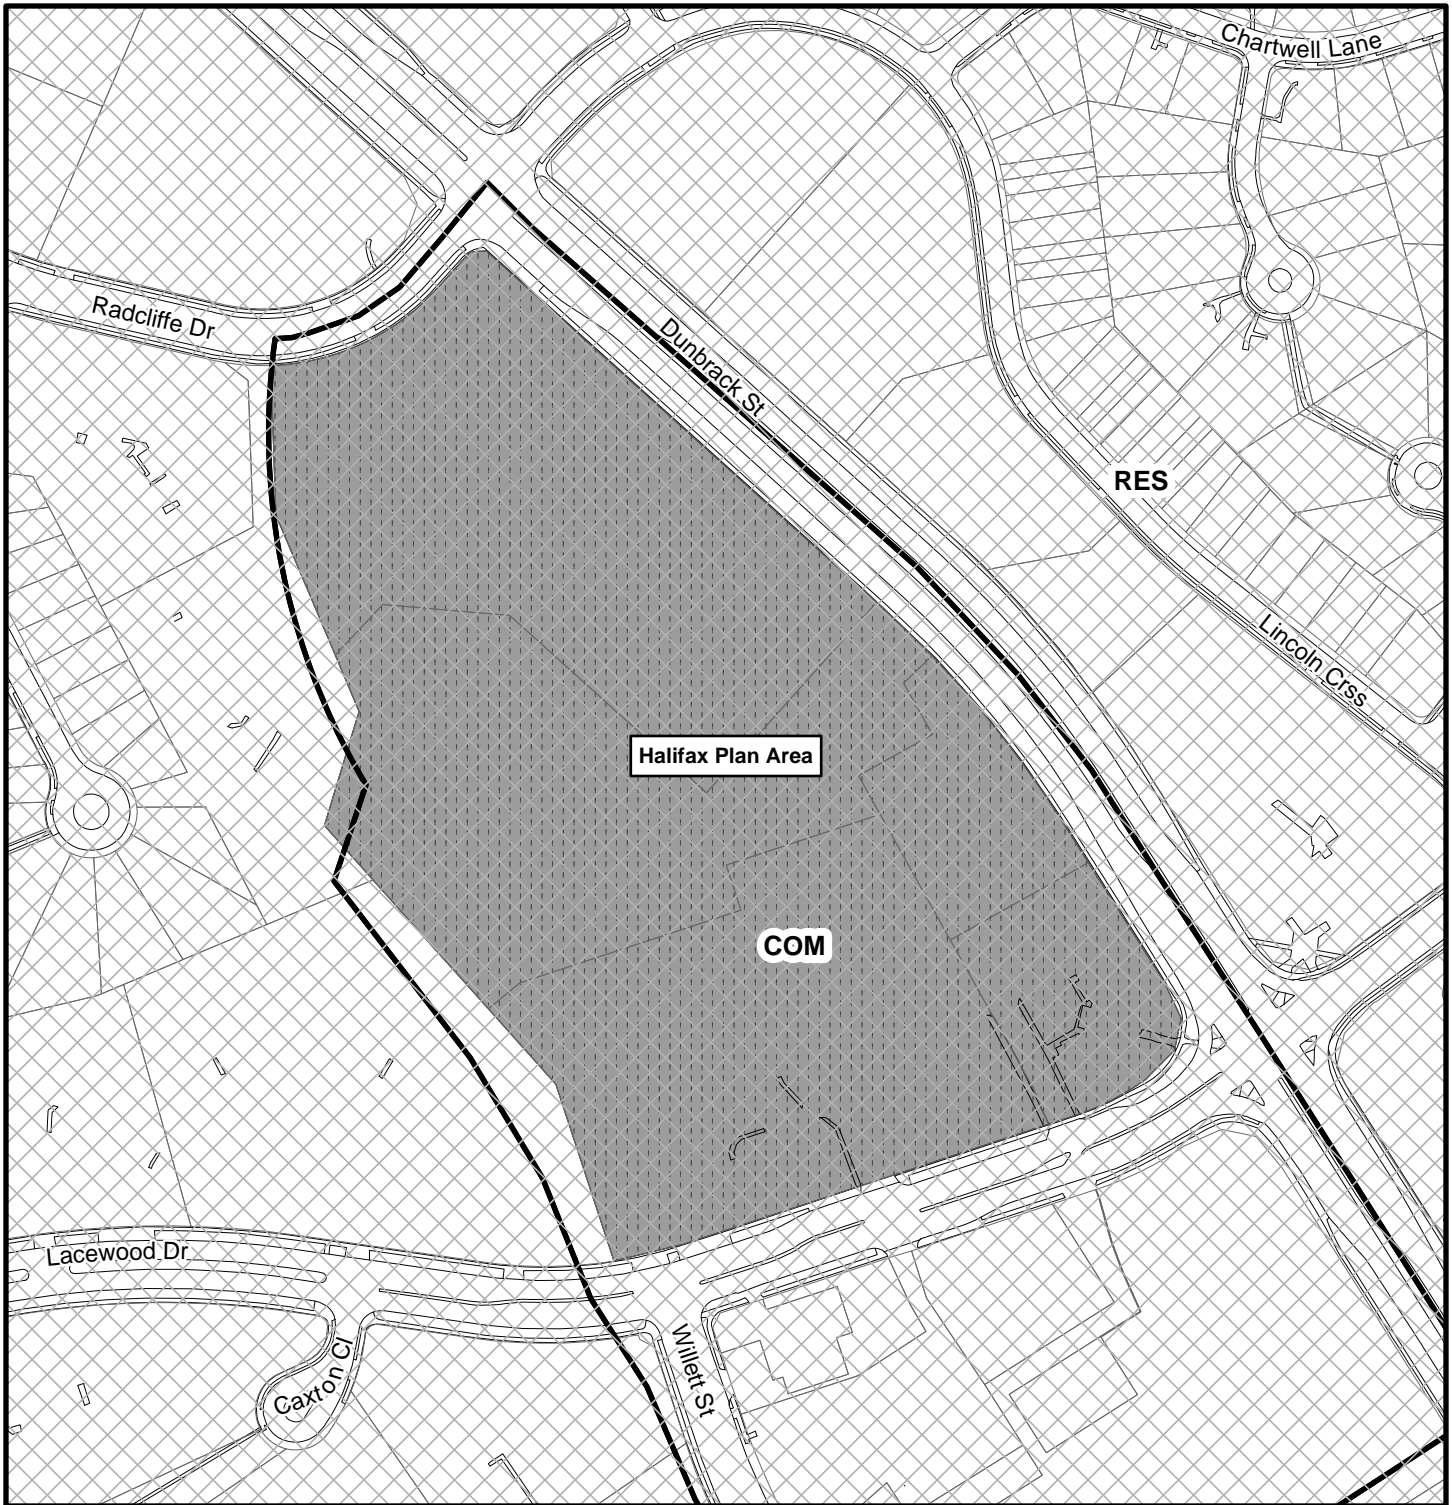 Chartwell Lane
Radcliffe Dr
Dunbrack St
RES
Lincoln Crss
Halifax Plan Area
COM
Lacewood Dr
Willett St
Caxton Cl